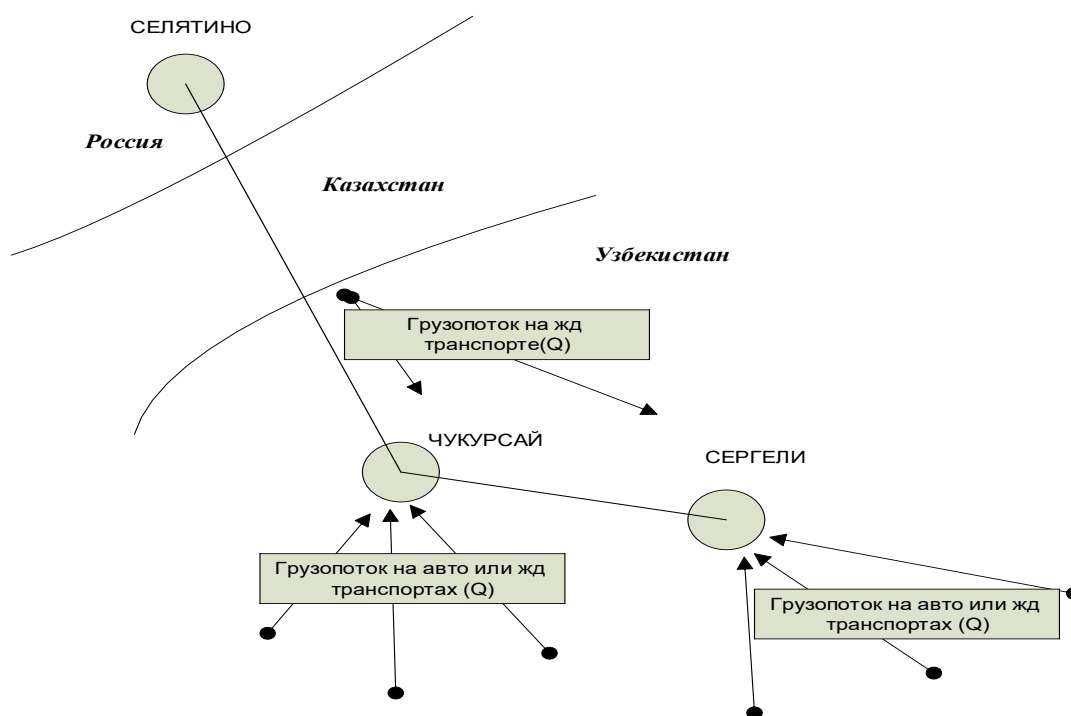 СЕЛЯТИНО
Россия
Казахстан
Узбекистан
Грузопоток на жд
транспорте(Q)
ЧУКУРСАЙ
СЕРГЕЛИ
Грузопоток на авто или жд
транспортах (Q)
Грузопоток на авто или жд
транспортах (Q)